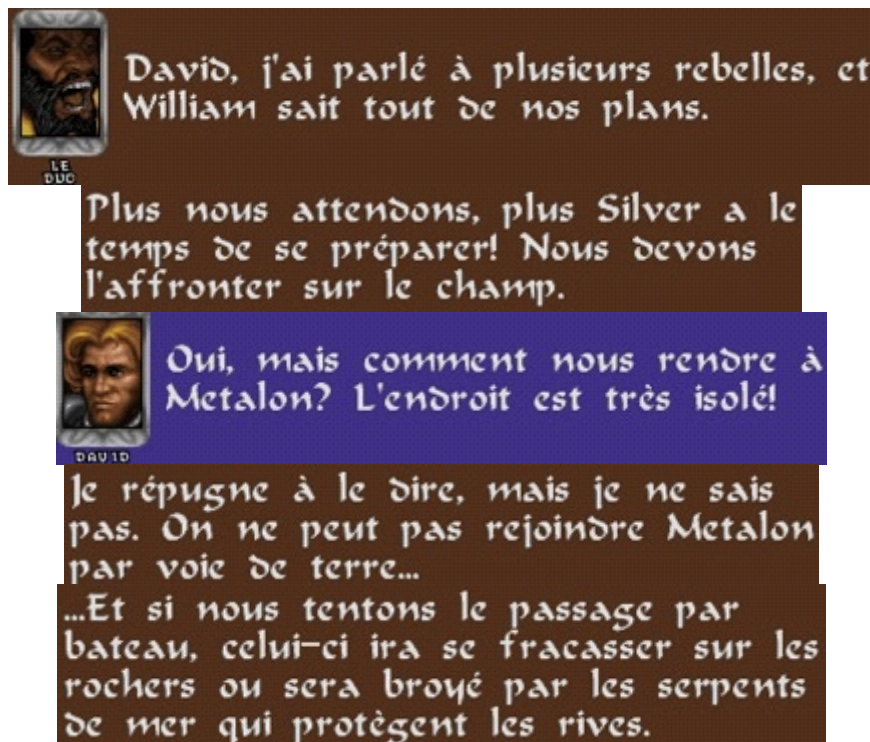 David, j'ai parlé à plusieurs rebelles, et
William sait tout de nos plans.
LE
DUC
Plus nous attendons, plus Silver a le
temps de se préparer! Nous devons
l'affronter sur le champ.
Oui, mais comment nous rendre à
Metalon? L'endroit est très isolé!
DAVID
Je répugne à le dire, mais je ne sais
pas. On ne peut pas rejoindre Metalon
par voie de terre...
...Et si nous tentons le passage par
bateau, celui-ci ira se fracasser sur les
rochers ou sera broyé par les serpents
de mer qui protègent les rives.